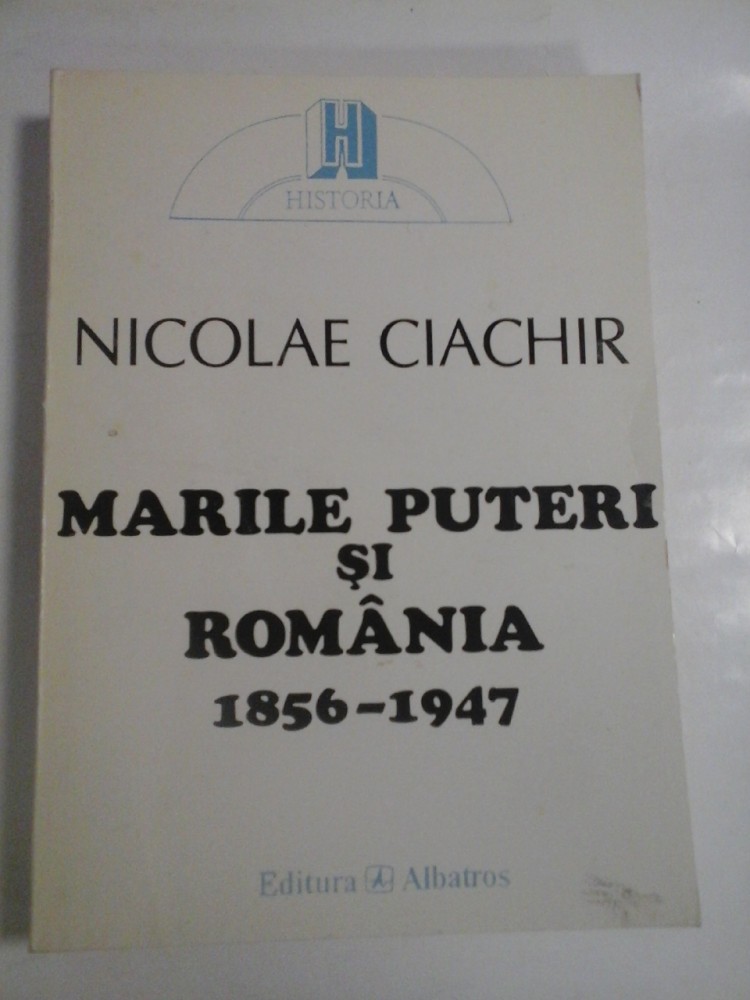 H
HISTORIA
NICOLAE CIACHIR
MARILE PUTERI
ŞI
ROMÂNIA
1856-1947
Editura Albatros